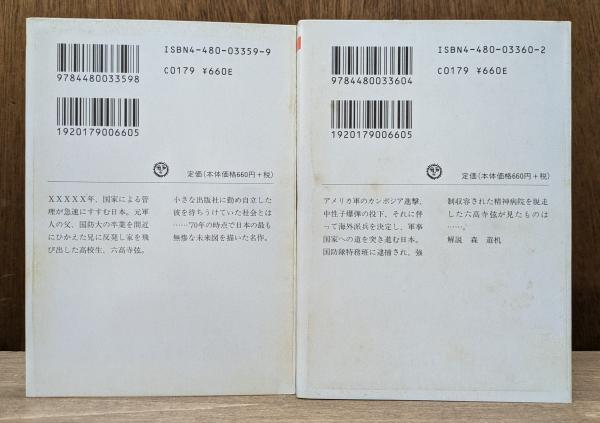 ISBN4-480-03359-9
C0179 ¥660E
9784480033598
1920179006605
定価(本体価格660円+税)
XXXXX年、国家による管
理が急速にすすむ日本。元軍
人の父、国防大の卒業を間近
にひかえた兄に反発し家を飛
び出した高校生、六高寺弦。
小さな出版社に勤め自立した
彼を待ちうけていた社会とは
……'70年の時点で日本の最も
無惨な未来図を描いた名作。
ISBN4-480-03360-2
C0179 ¥660E
9784480033604
1920179006605
定価(本体価格660円+税)
アメリカ軍のカンボジア進撃、
中性子爆弾の投下、それに伴
って海外派兵を決定し、軍事
国家への道を突き進む日本。
国防隊特務班に逮捕され、強
制収容された精神病院を脱走
した六高寺弦が見たものは
……。
解説 森 遊机